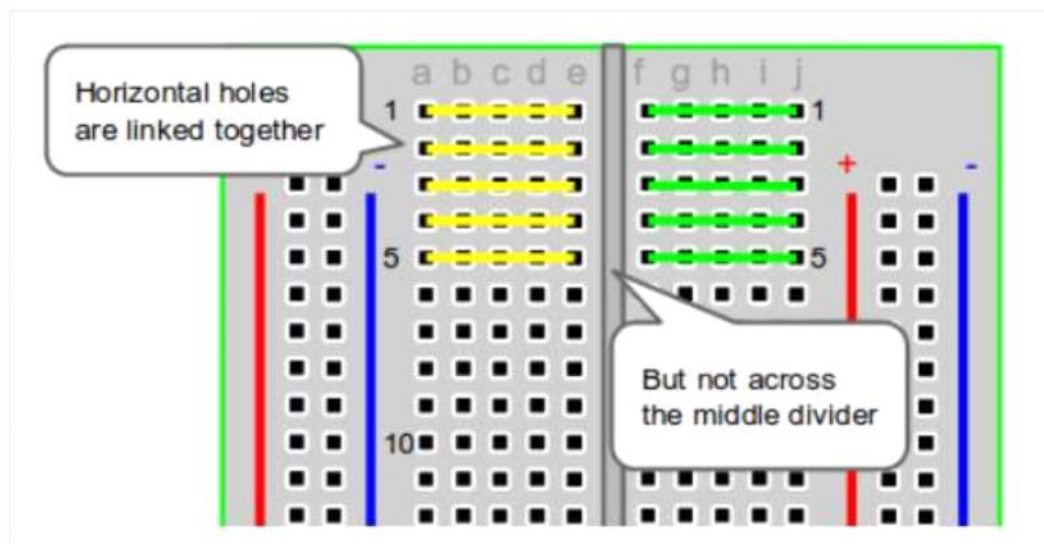 Horizontal holes
are linked together
a b c d e f g h i j
1 1
- + -
5 5
But not across
the middle divider
10